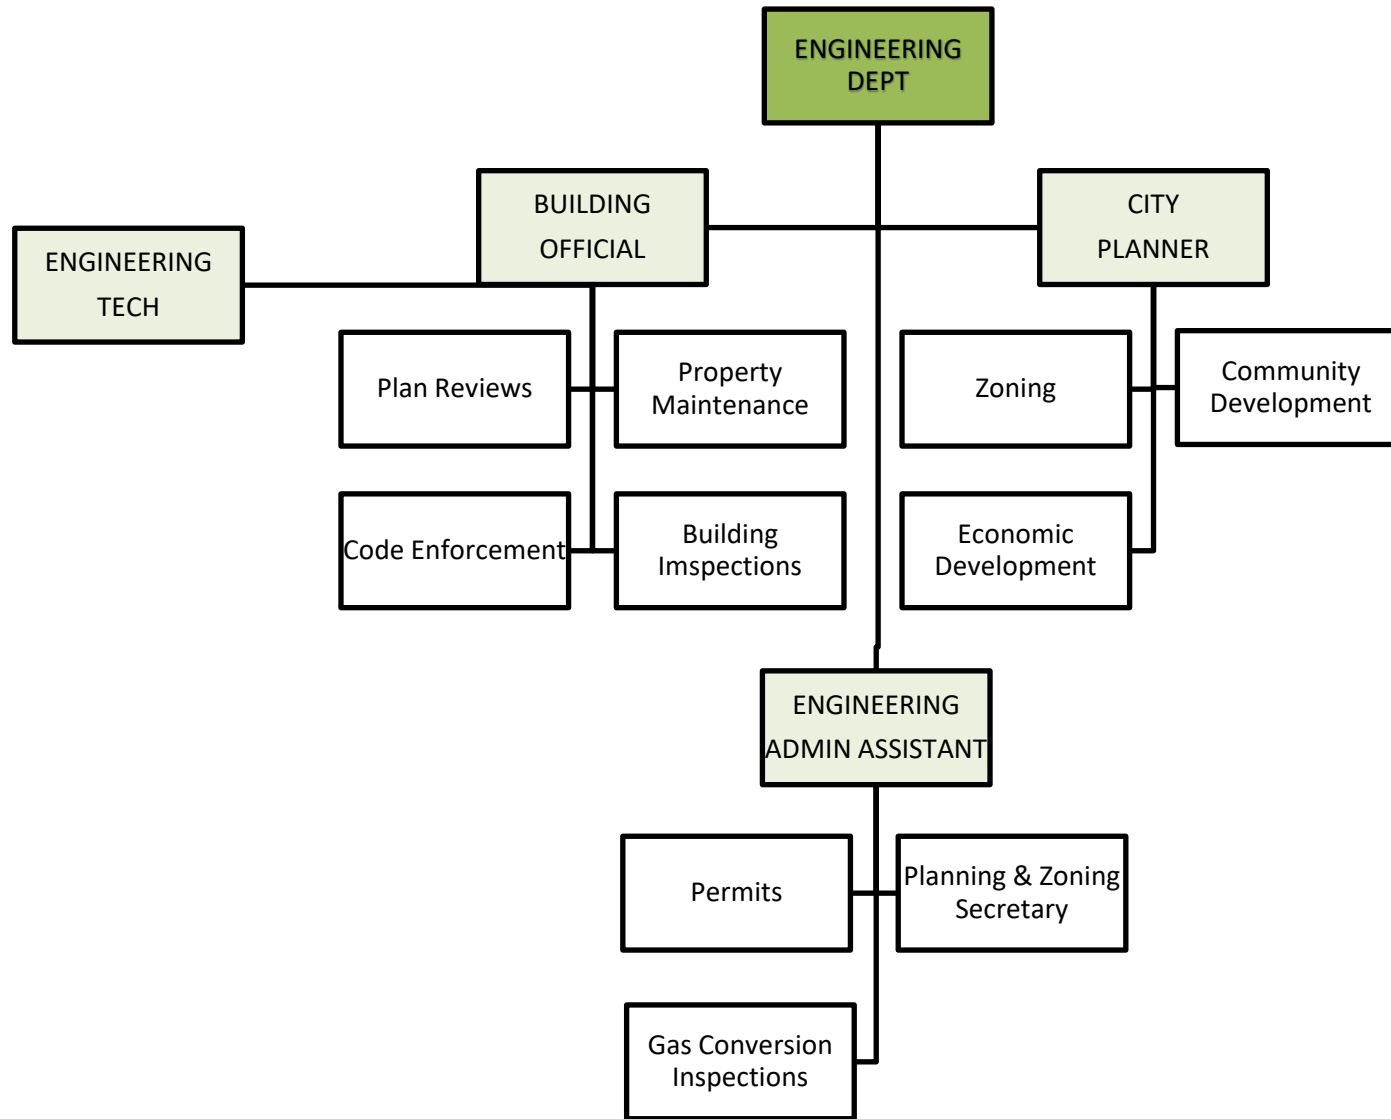 ENGINEERING
DEPT
BUILDING
OFFICIAL
CITY
PLANNER
ENGINEERING
TECH
Plan Reviews
Property
Maintenance
Zoning
Community
Development
Code Enforcement
Building
Imspections
Economic
Development
ENGINEERING
ADMIN ASSISTANT
Permits
Planning & Zoning
Secretary
Gas Conversion
Inspections